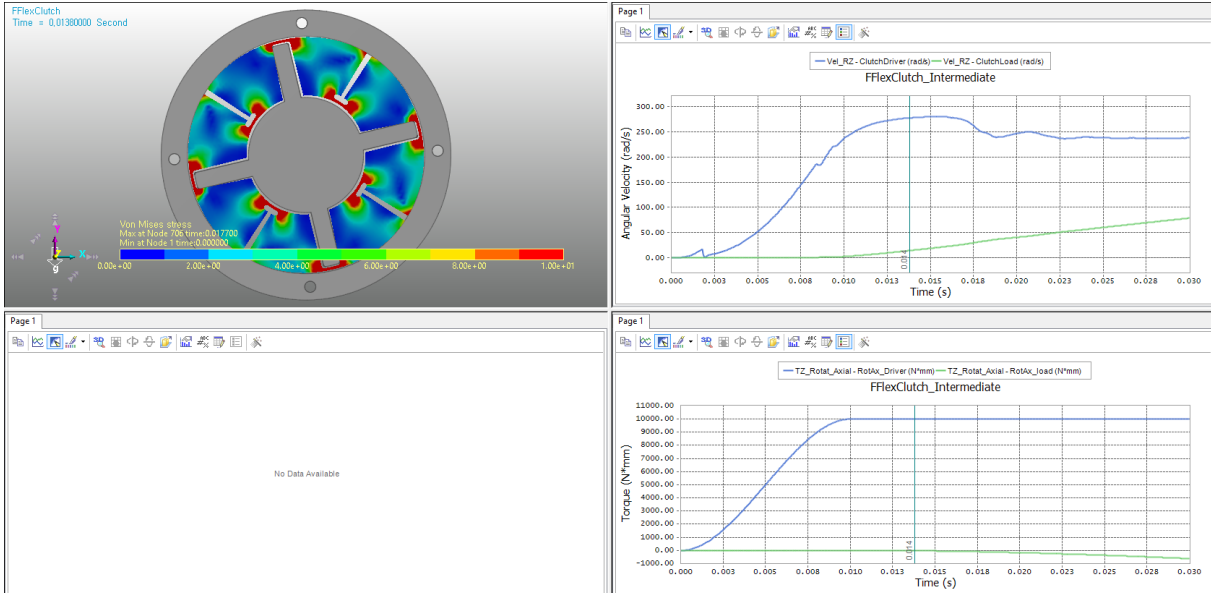 FFlexClutch
Time = 0.01380000 Second
Von Mises stress
Max at Node 706 time:0.017700
Min at Node 1 time:0.000000
0.00e+00 2.00e+00 4.00e+00 6.00e+00 8.00e+00 1.00e+01
Y
X
g
Page 1
Vel_RZ - ClutchDriver (rad/s) Vel_RZ - ClutchLoad (rad/s)
FFlexClutch_Intermediate
Angular Velocity (rad/s)
300.00
250.00
200.00
150.00
100.00
50.00
0.00
0.014
0.000 0.003 0.005 0.008 0.010 0.013 0.015 0.018 0.020 0.023 0.025 0.028 0.030
Time (s)
Page 1
No Data Available
Page 1
TZ_Rotat_Axial - RotAx_Driver (N*mm) TZ_Rotat_Axial - RotAx_load (N*mm)
FFlexClutch_Intermediate
Torque (N*mm)
11000.00
10000.00
9000.00
8000.00
7000.00
6000.00
5000.00
4000.00
3000.00
2000.00
1000.00
0.00
-1000.00
0.014
0.000 0.003 0.005 0.008 0.010 0.013 0.015 0.018 0.020 0.023 0.025 0.028 0.030
Time (s)